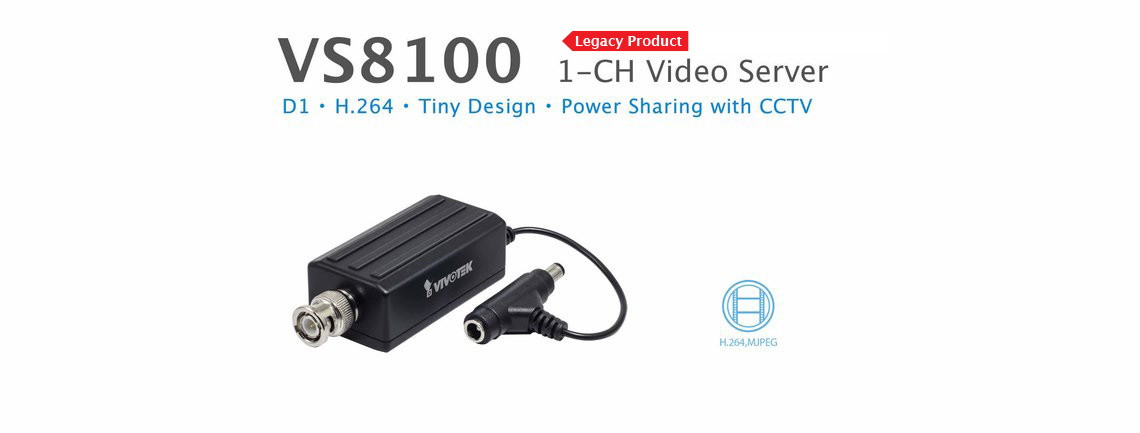 VS8100
Legacy Product
1-CH Video Server
D1 • H.264 • Tiny Design • Power Sharing with CCTV
VIVOTEK
H.264,MJPEG